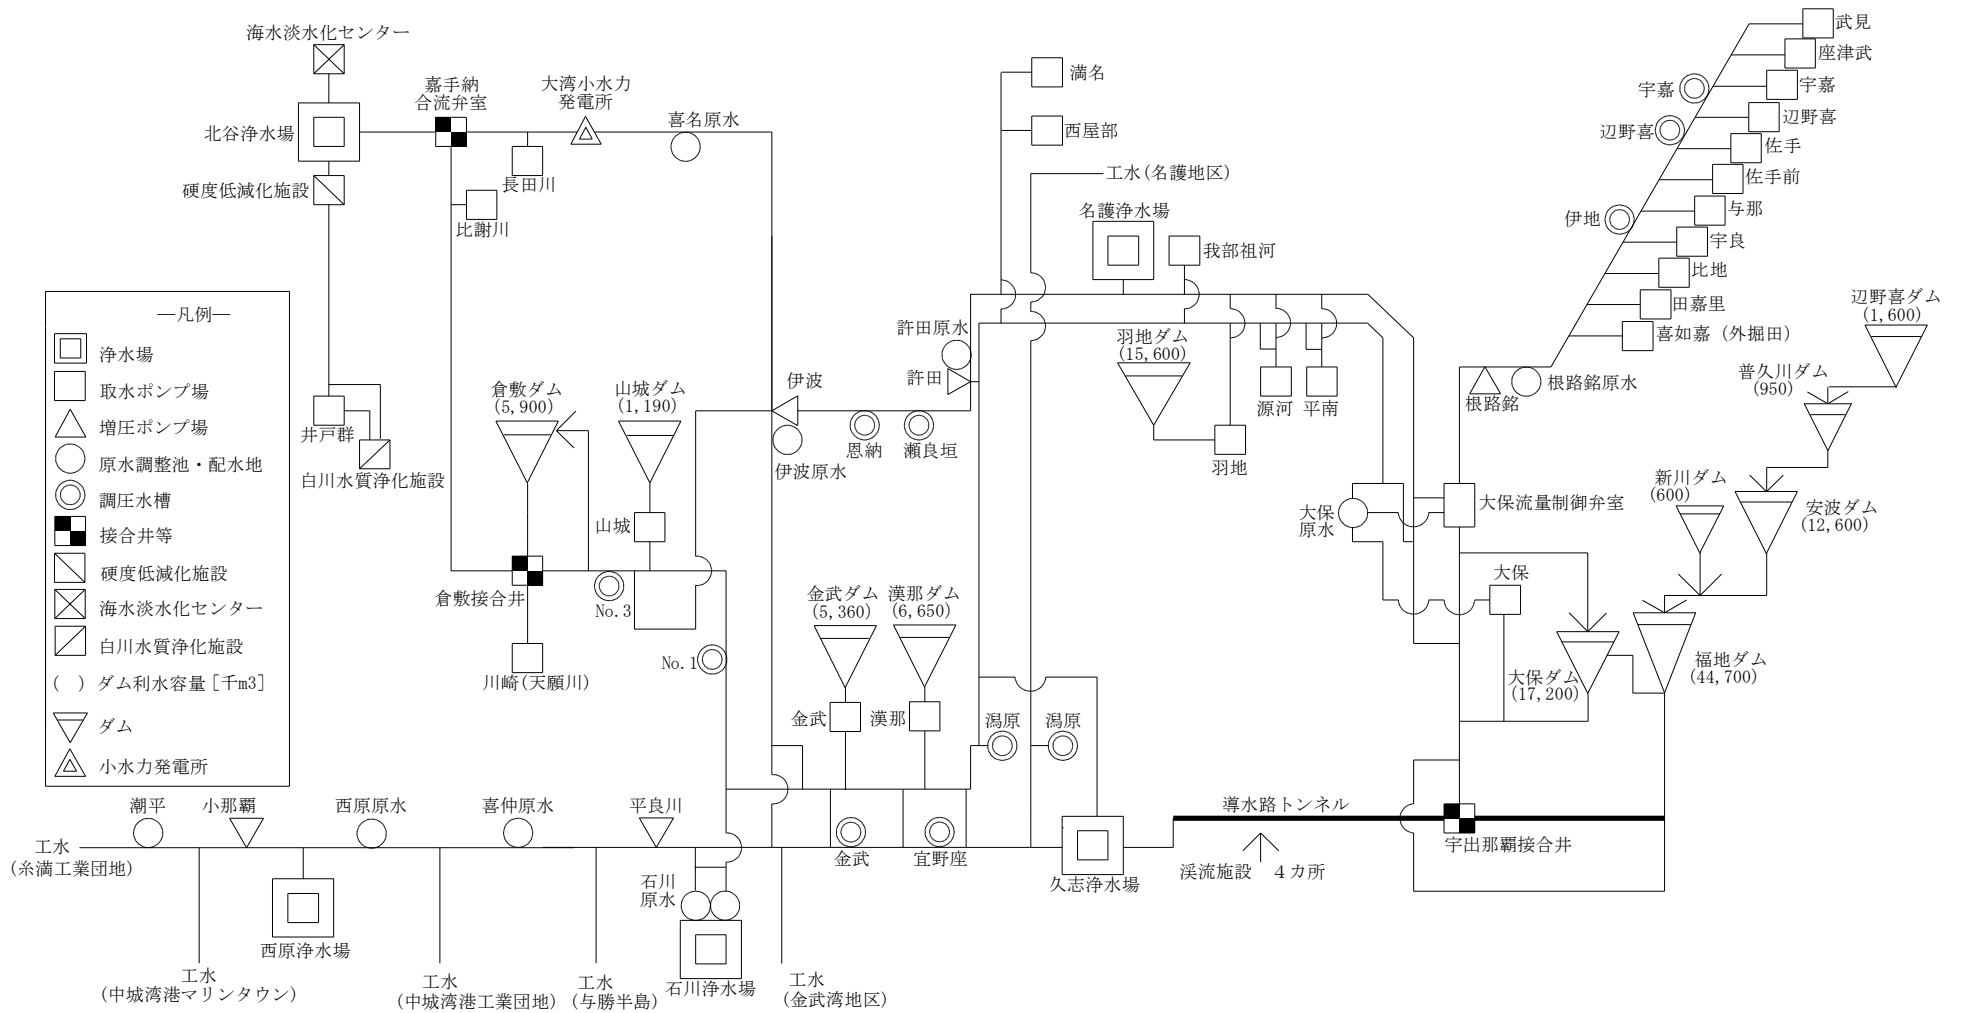 海水淡水化センター
北谷浄水場
硬度低減化施設
嘉手納
合流弁室
大湾小水力
発電所
喜名原水
長田川
比謝川
井戸群
白川水質浄化施設
―凡例―
浄水場
取水ポンプ場
増圧ポンプ場
原水調整池・配水地
調圧水槽
接合井等
硬度低減化施設
海水淡水化センター
白川水質浄化施設
(　) ダム利水容量[千m3]
ダム
小水力発電所
倉敷ダム
(5,900)
山城ダム
(1,190)
山城
倉敷接合井
No.3
川崎(天願川)
No.1
伊波
伊波原水
恩納
瀬良垣
許田原水
許田
満名
西屋部
工水(名護地区)
名護浄水場
我部祖河
羽地ダム
(15,600)
羽地
源河
平南
金武ダム
(5,360)
漢那ダム
(6,650)
金武
漢那
潟原
潟原
武見
座津武
宇嘉
宇嘉
辺野喜
辺野喜
佐手
佐手前
伊地
与那
宇良
比地
田嘉里
喜如嘉（外掘田）
根路銘
根路銘原水
辺野喜ダム
(1,600)
普久川ダム
(950)
新川ダム
(600)
安波ダム
(12,600)
大保流量制御弁室
大保
原水
大保
大保ダム
(17,200)
福地ダム
(44,700)
導水路トンネル
宇出那覇接合井
渓流施設　４カ所
久志浄水場
宜野座
金武
平良川
喜仲原水
西原原水
小那覇
潮平
工水
(糸満工業団地)
西原浄水場
工水
(中城湾港マリンタウン)
工水
(中城湾港工業団地)
工水
(与勝半島)
石川
原水
石川浄水場
工水
(金武湾地区)